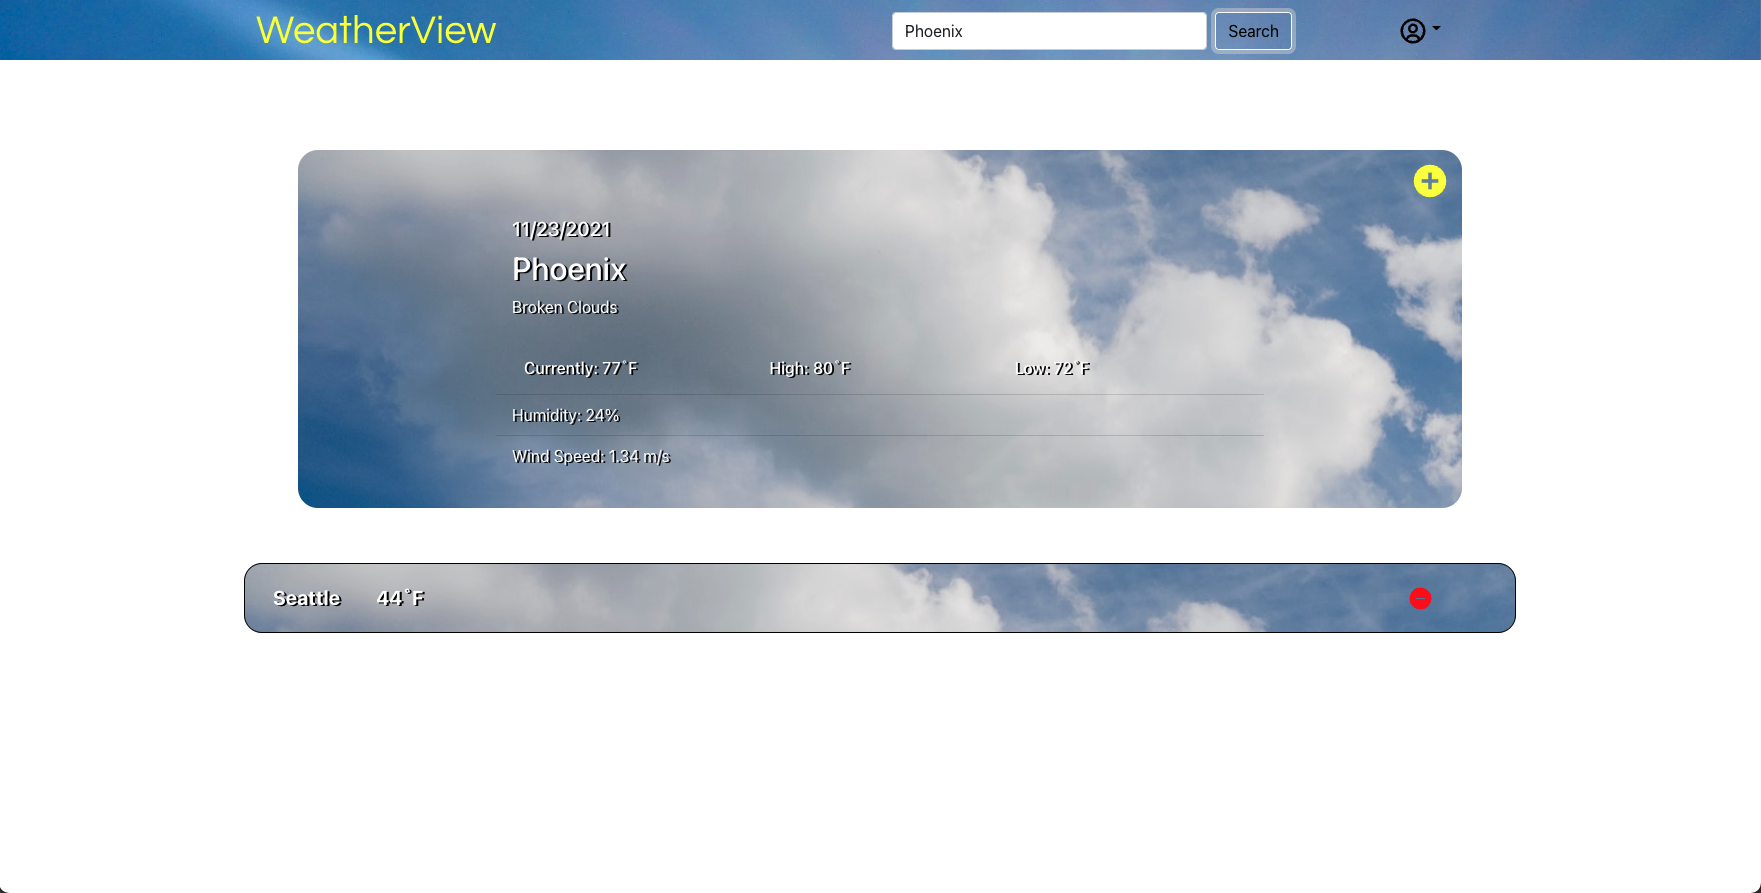 WeatherView
Phoenix
Search
11/23/2021
Phoenix
Broken Clouds
Currently: 77°F High: 80°F Low: 72°F
Humidity: 24%
Wind Speed: 1.34 m/s
Seattle 44°F